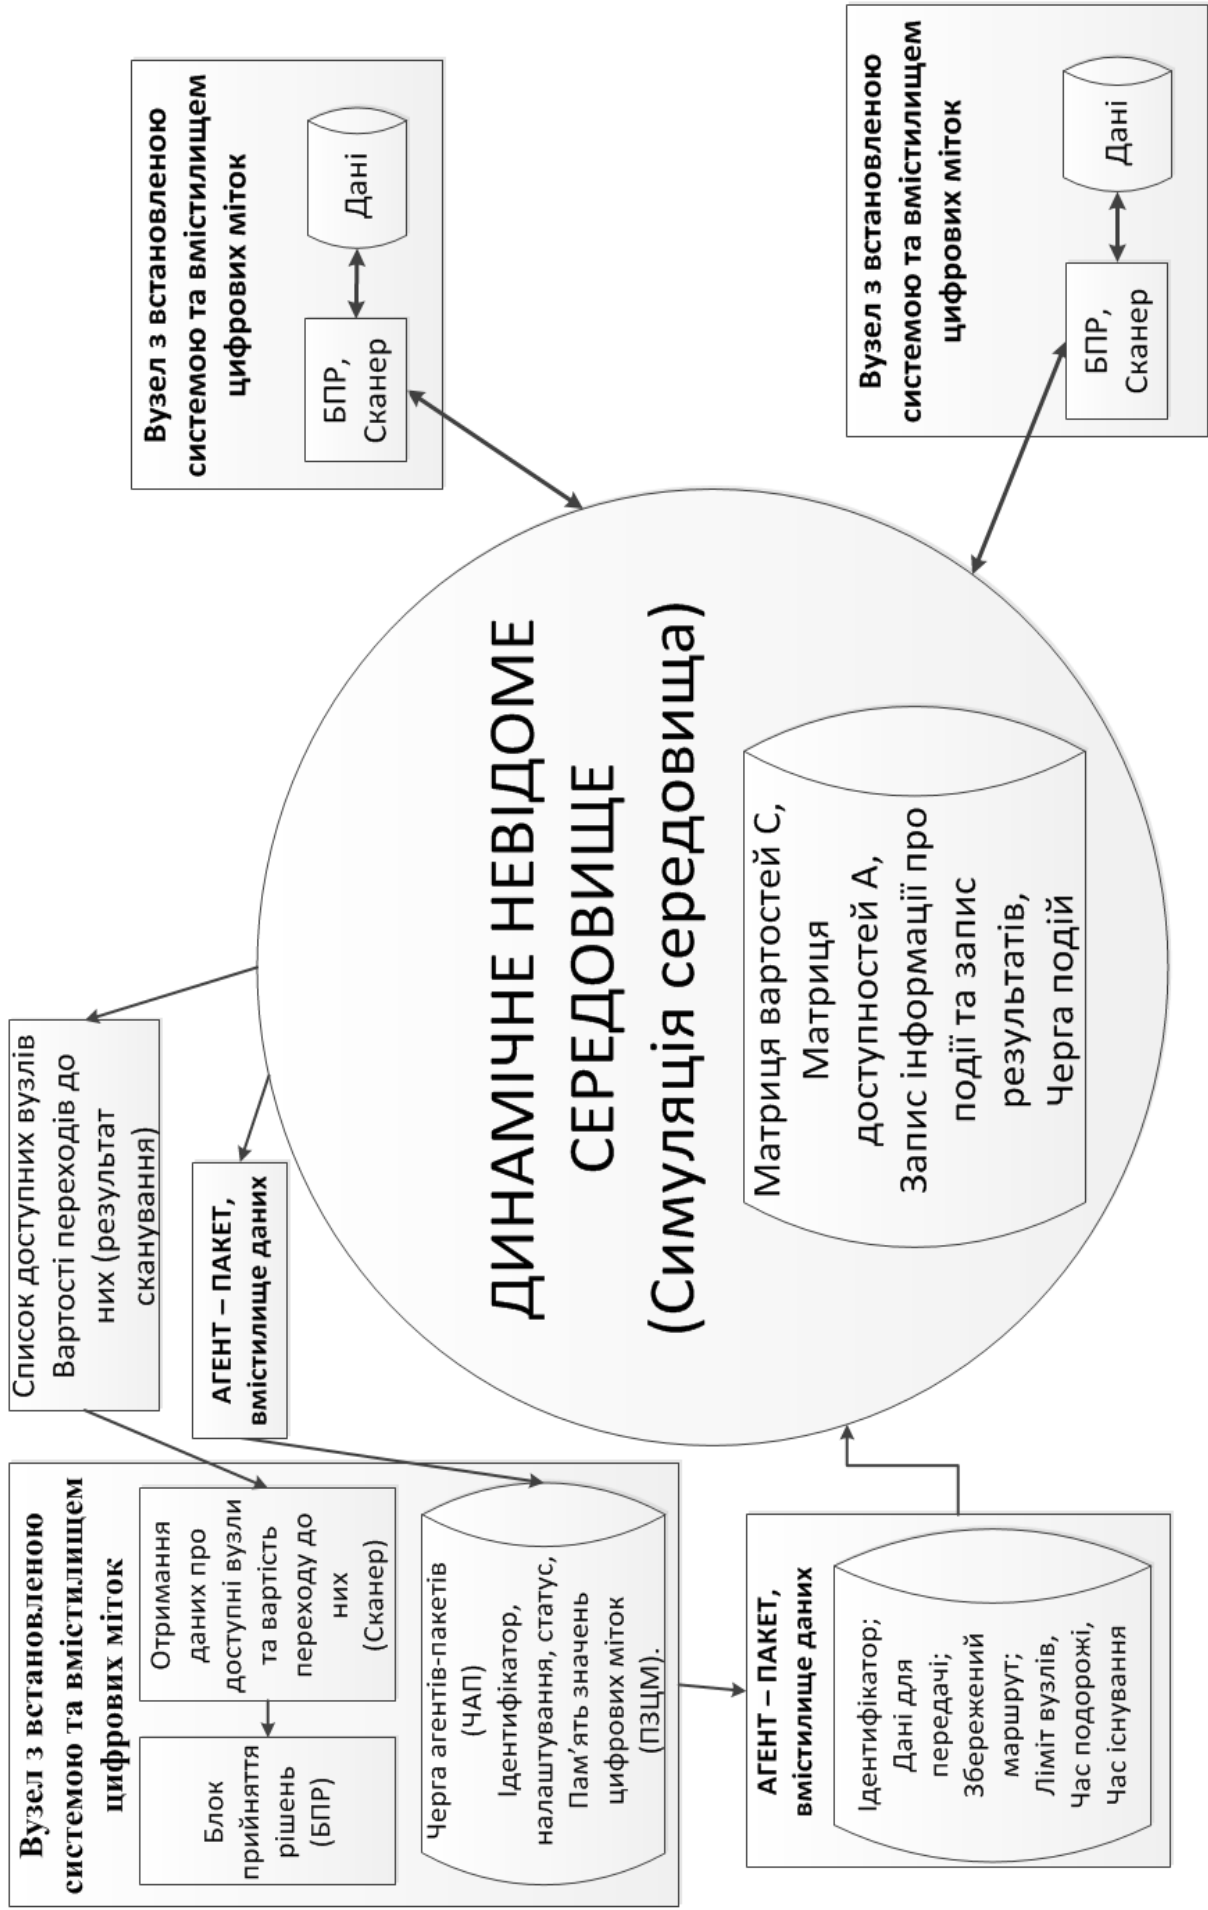 Вузел з встановленою
системою та вмістилищем
цифрових міток
Блок
прийняття
рішень
(БПР)
Отримання
даних про
доступні вузли
та вартість
переходу до
них
(Сканер)
Черга агентів-пакетів
(ЧАП)
Ідентифікатор,
налаштування, статус,
Пам’ять значень
цифрових міток
(ПЗЦМ).
АГЕНТ – ПАКЕТ,
вмістилище даних
Ідентифікатор;
Дані для
передачі;
Збережений
маршрут;
Ліміт вузлів,
Час подорожі,
Час існування
Список доступних вузлів
Вартості переходів до
них (результат
сканування)
АГЕНТ – ПАКЕТ,
вмістилище даних
ДИНАМІЧНЕ НЕВІДОМЕ
СЕРЕДОВИЩЕ
(Симуляція середовища)
Матриця вартостей С,
Матриця
доступностей А,
Запис інформації про
події та запис
результатів,
Черга подій
Вузел з встановленою
системою та вмістилищем
цифрових міток
БПР,
Сканер
Дані
Вузел з встановленою
системою та вмістилищем
цифрових міток
БПР,
Сканер
Дані